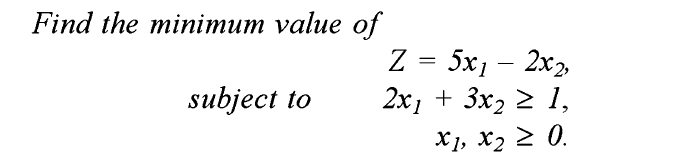 Find the minimum value of
Z = 5x₁ – 2x₂,
subject to 2x₁ + 3x₂ ≥ 1,
x₁, x₂ ≥ 0.